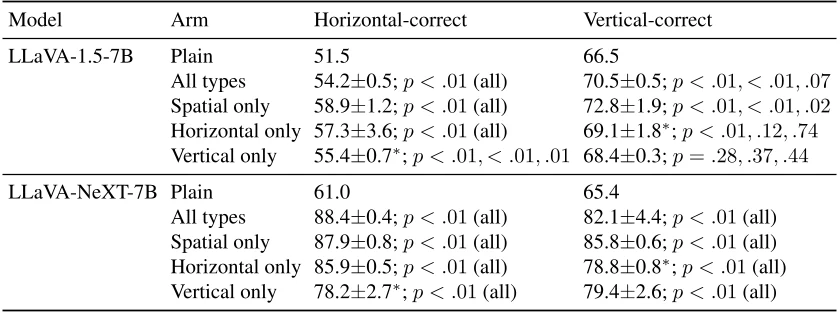 Model Arm Horizontal-correct Vertical-correct
LLaVA-1.5-7B Plain 51.5 66.5
All types 54.2±0.5; p < .01 (all) 70.5±0.5; p < .01, < .01, .07
Spatial only 58.9±1.2; p < .01 (all) 72.8±1.9; p < .01, < .01, .02
Horizontal only 57.3±3.6; p < .01 (all) 69.1±1.8*; p < .01, .12, .74
Vertical only 55.4±0.7*; p < .01, < .01, .01 68.4±0.3; p = .28, .37, .44
LLaVA-NeXT-7B Plain 61.0 65.4
All types 88.4±0.4; p < .01 (all) 82.1±4.4; p < .01 (all)
Spatial only 87.9±0.8; p < .01 (all) 85.8±0.6; p < .01 (all)
Horizontal only 85.9±0.5; p < .01 (all) 78.8±0.8*; p < .01 (all)
Vertical only 78.2±2.7*; p < .01 (all) 79.4±2.6; p < .01 (all)